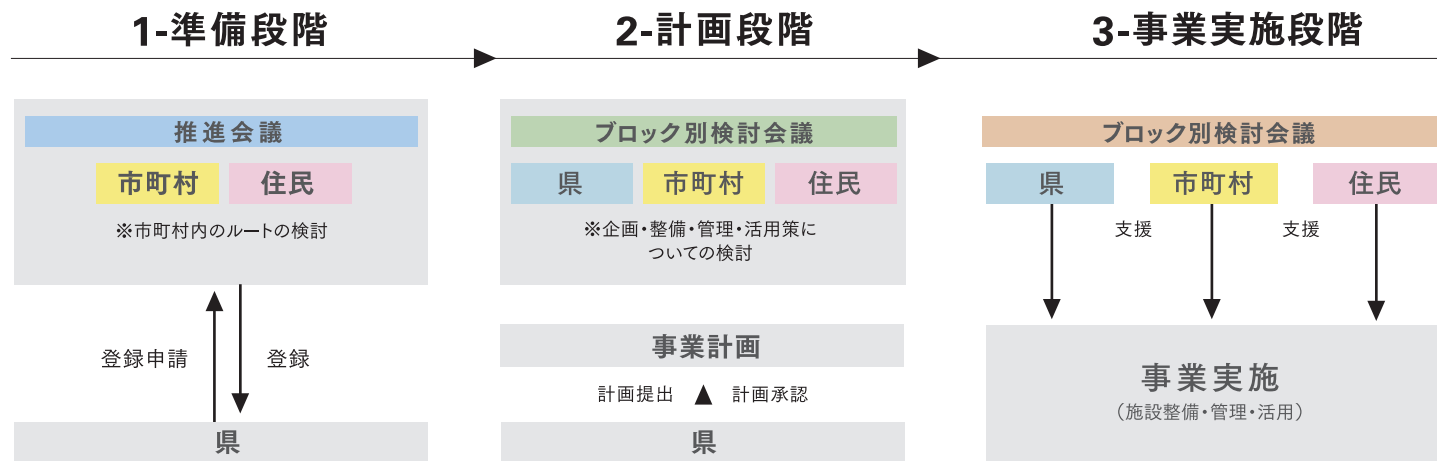 1-準備段階
推進会議
市町村
住民
※市町村内のルートの検討
登録申請
登録
県
2-計画段階
ブロック別検討会議
県
市町村
住民
※企画・整備・管理・活用策に
ついての検討
事業計画
計画提出
計画承認
県
3-事業実施段階
ブロック別検討会議
県
市町村
住民
支援
支援
事業実施
（施設整備・管理・活用）